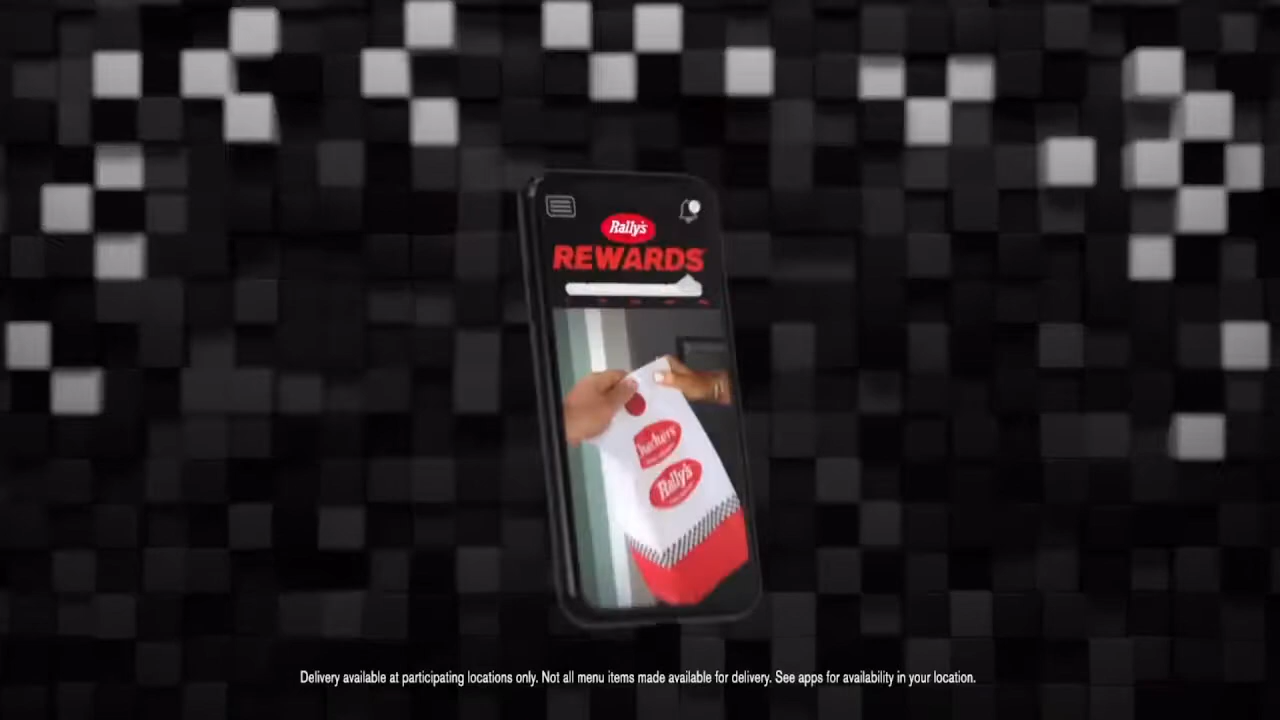 Rally's
REWARDS
Checkers
Rally's
Delivery available at participating locations only. Not all menu items made available for delivery. See apps for availability in your location.